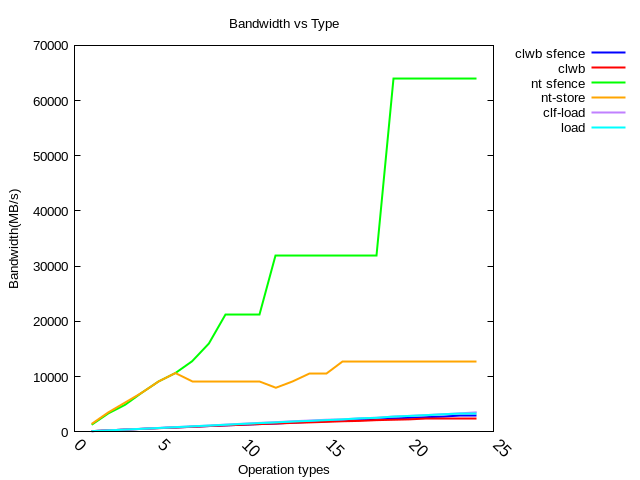 Bandwidth vs Type
70000
60000
50000
40000
30000
20000
10000
0
Bandwidth(MB/s)
0 5 10 15 20 25
Operation types
clwb sfence
clwb
nt sfence
nt-store
clf-load
load